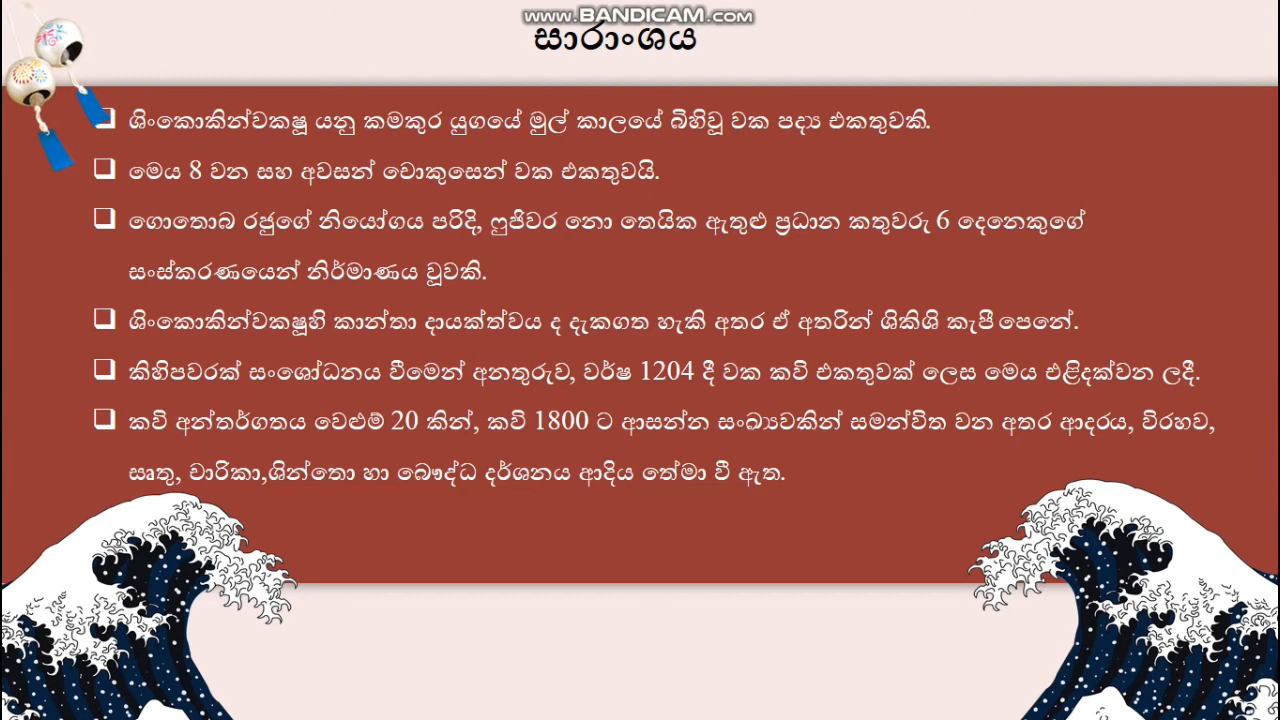 www.BANDICAM.com
සාරාංශය
❑ ශිංකොකින්වකෂූ යනු කමකුර යුගයේ මුල් කාලයේ බිහිවූ වක පද්‍ය එකතුවකි.
❑ මෙය 8 වන සහ අවසන් චොකුසෙන් වක එකතුවයි.
❑ ගොතොබ රජුගේ නියෝගය පරිදි, ෆුජිවර නො තෙයික ඇතුළු ප්‍රධාන කතුවරු 6 දෙනෙකුගේ
සංස්කරණයෙන් නිර්මාණය වූවකි.
❑ ශිංකොකින්වකෂූහි කාන්තා දායකත්වය ද දැකගත හැකි අතර ඒ අතරින් ශිකිශි කැපී පෙනේ.
❑ කිහිපවරක් සංශෝධනය වීමෙන් අනතුරුව, වර්ෂ 1204 දී වක කවි එකතුවක් ලෙස මෙය එළිදක්වන ලදී.
❑ කවි අන්තර්ගතය වෙළුම් 20 කින්, කවි 1800 ට ආසන්න සංඛ්‍යවකින් සමන්විත වන අතර ආදරය, විරහව,
සෘතු, චාරිකා,ශින්තො හා බෞද්ධ දර්ශනය ආදිය තේමා වී ඇත.